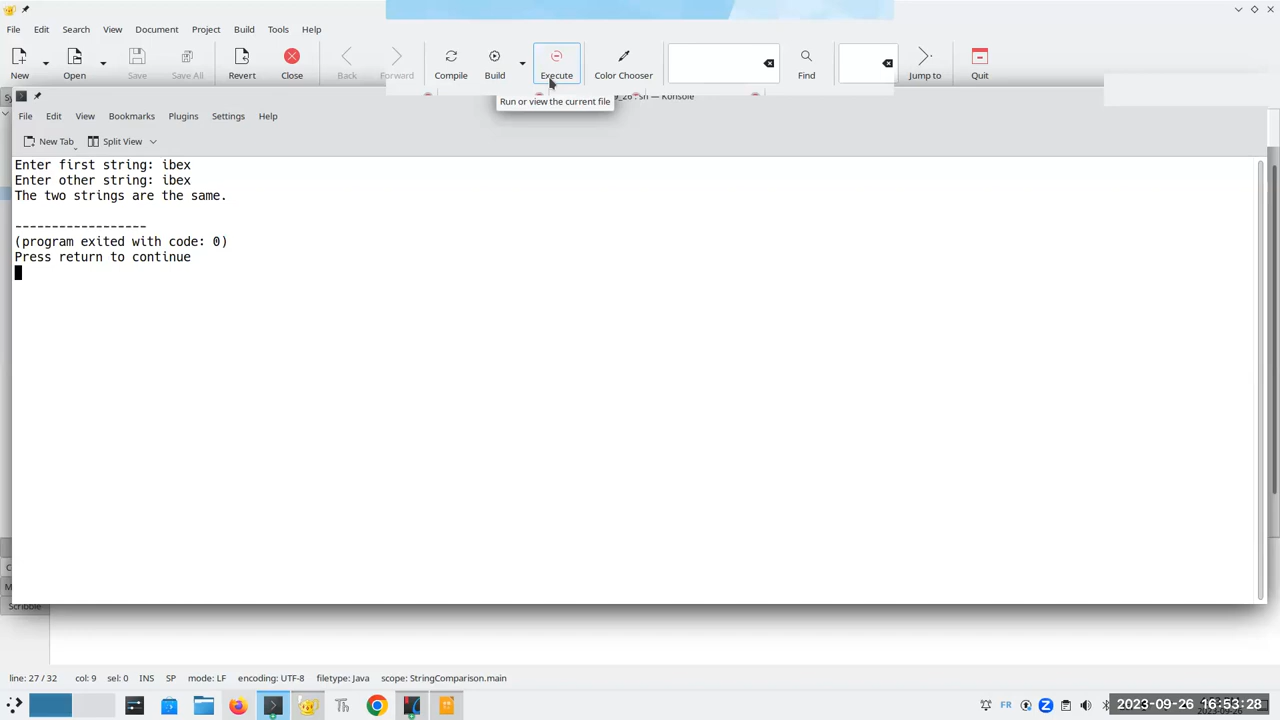 File Edit Search View Document Project Build Tools Help
New Open Save Save All Revert Close Back Forward Compile Build Execute Color Chooser Find Jump to Quit
Run or view the current file
Konsole
File Edit View Bookmarks Plugins Settings Help
New Tab Split View
Enter first string: ibex
Enter other string: ibex
The two strings are the same.
------------------
(program exited with code: 0)
Press return to continue
Scribble
line: 27 / 32 col: 9 sel: 0 INS SP mode: LF encoding: UTF-8 filetype: Java scope: StringComparison.main
Th FR 2023-09-26 16:53:28